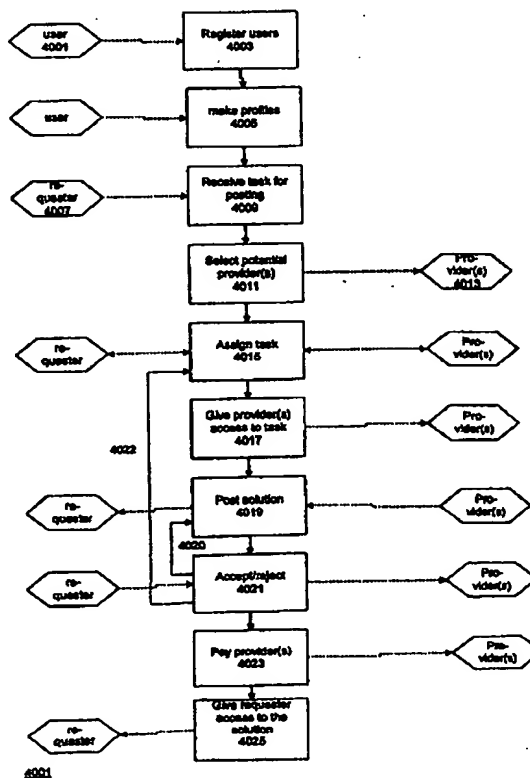 user
4001
Register users
4003
user
make profiles
4005
re-
quester
4007
Receive task for
posting
4009
Select potential
provider(s)
4011
Pro-
vider(s)
4013
re-
quester
Assign task
4015
Pro-
vider(s)
Give provider(s)
access to task
4017
Pro-
vider(s)
4022
re-
quester
Post solution
4019
Pro-
vider(s)
4020
re-
quester
Accept/reject
4021
Pro-
vider(s)
Pay provider(s)
4023
Pro-
vider(s)
re-
quester
Give requester
access to the
solution
4025
4001